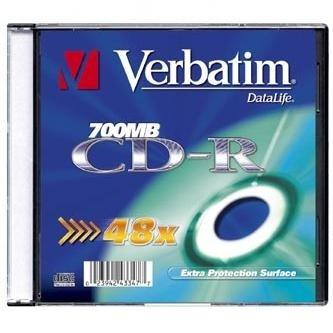 Verbatim
DataLife
700MB
CD-R
48x
Extra Protection Surface